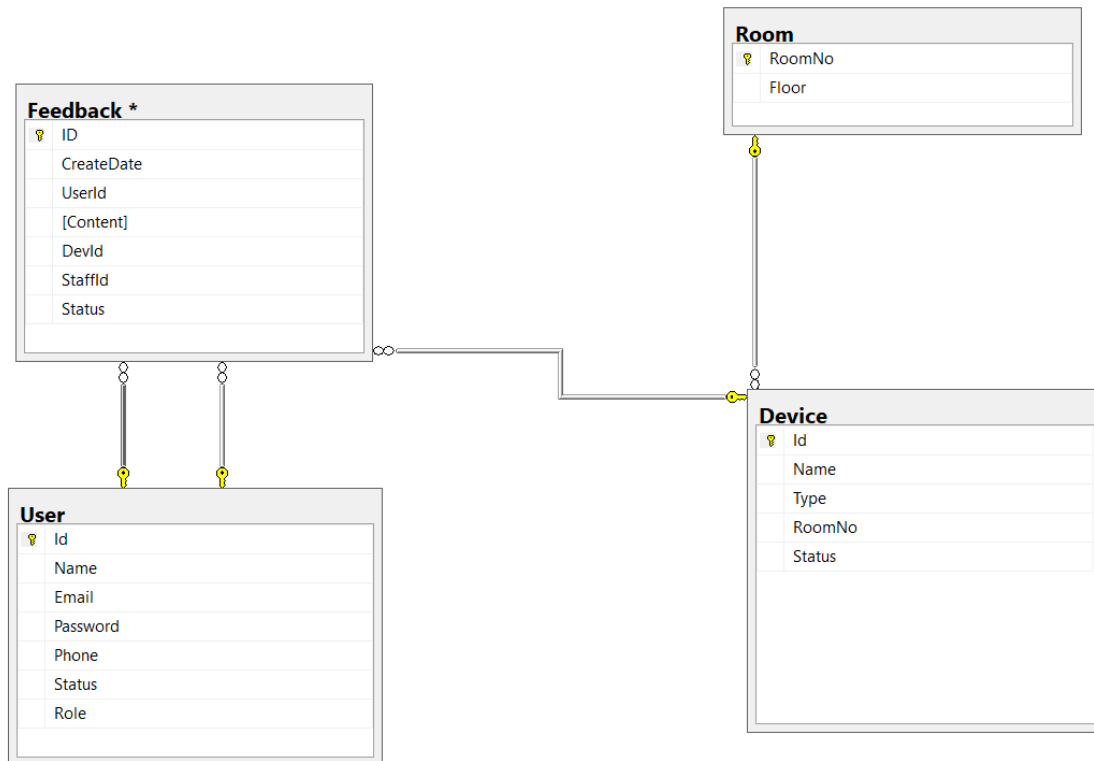 Room
RoomNo
Floor
Feedback *
ID
CreateDate
UserId
[Content]
DevId
StaffId
Status
Device
Id
Name
Type
RoomNo
Status
User
Id
Name
Email
Password
Phone
Status
Role